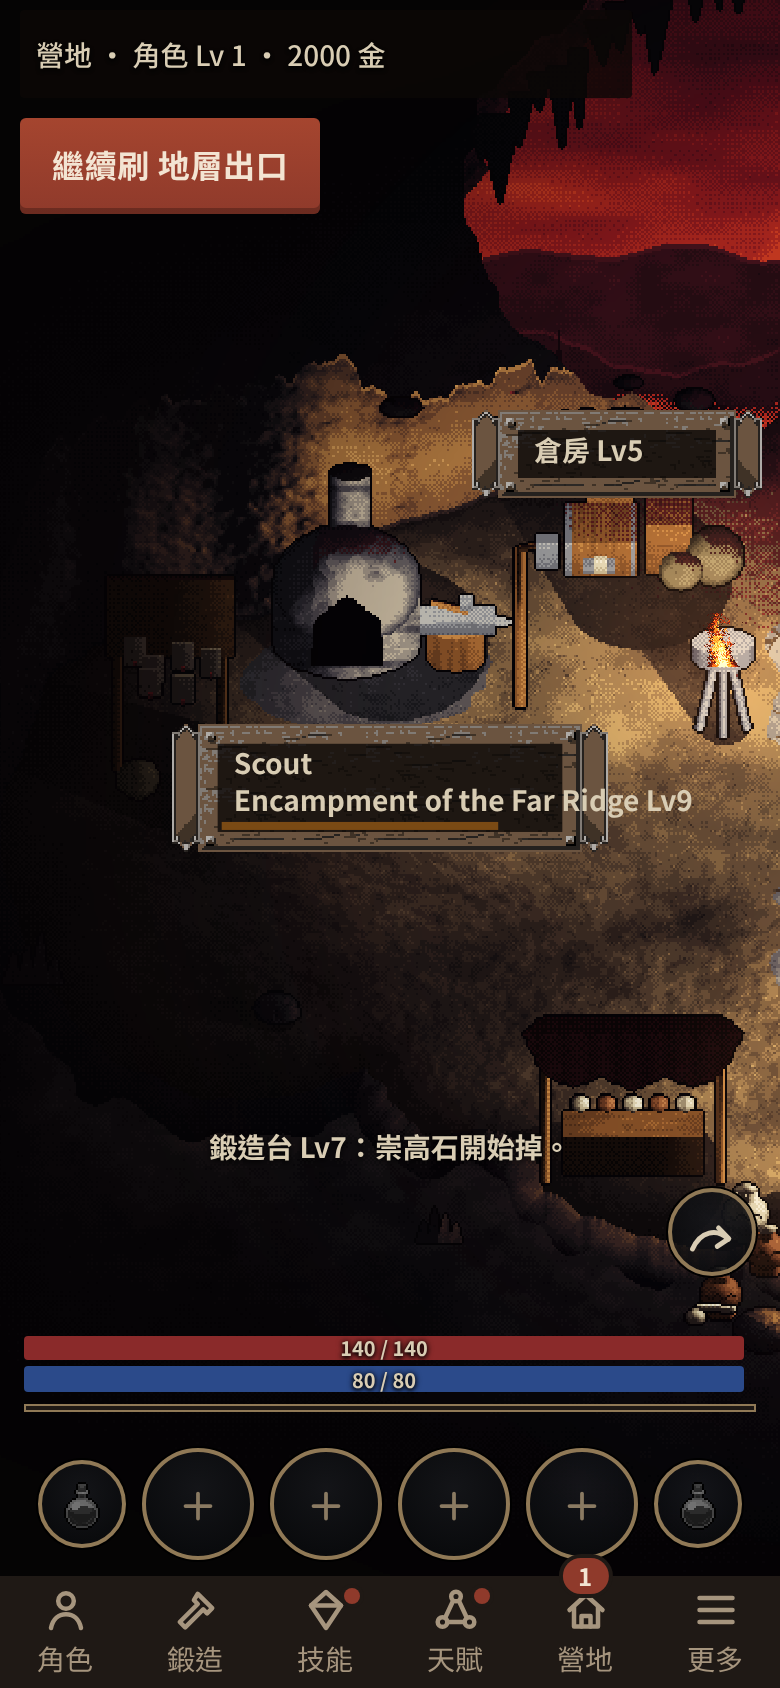 營地 · 角色 Lv 1 · 2000 金
繼續刷 地層出口
倉房 Lv5
Scout
Encampment of the Far Ridge Lv9
鍛造台 Lv7：崇高石開始掉。
140 / 140
80 / 80
1
角色 鍛造 技能 天賦 營地 更多